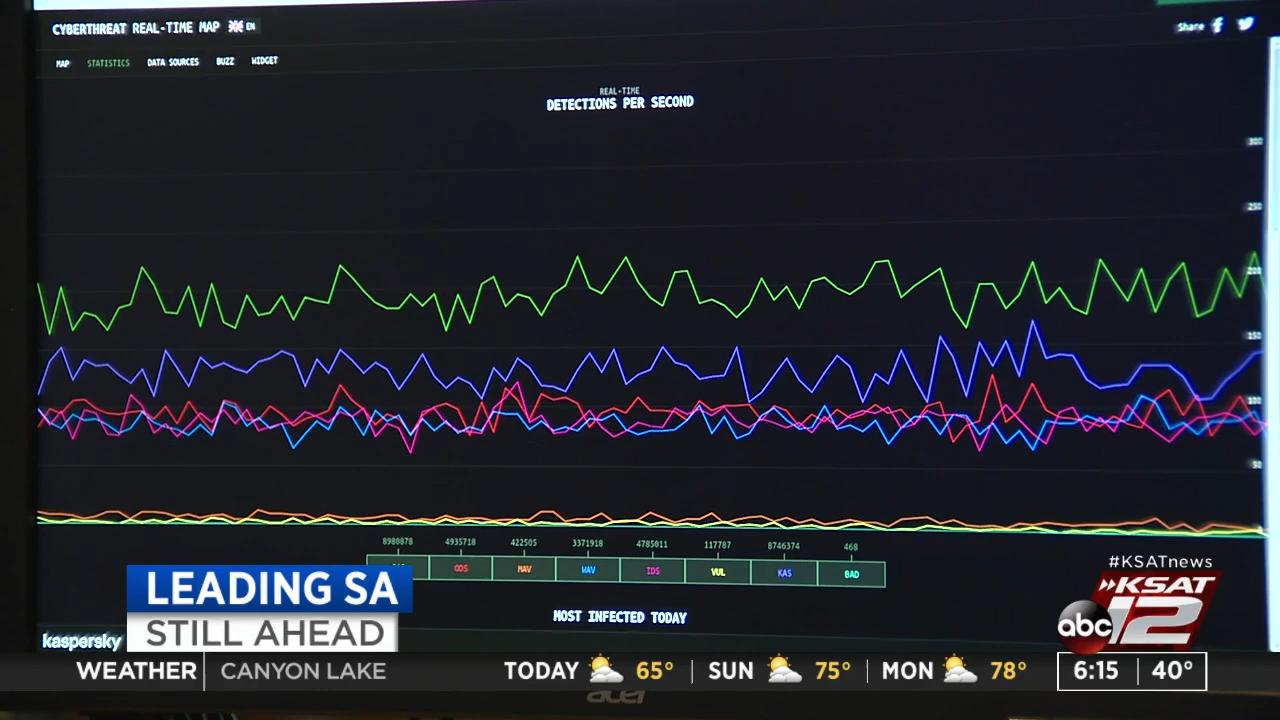 CYBERTHREAT REAL-TIME MAP EN
Share
MAP STATISTICS DATA SOURCES BUZZ WIDGET
REAL-TIME
DETECTIONS PER SECOND
300
250
200
150
100
50
8980878 4935718 422505 3371918 4785011 117787 8746374 468
ODS MAV WAV IDS VUL KAS BAD
MOST INFECTED TODAY
kaspersky
LEADING SA
STILL AHEAD
#KSATnews
KSAT
abc 12
WEATHER CANYON LAKE TODAY 65° SUN 75° MON 78° 6:15 40°
acer